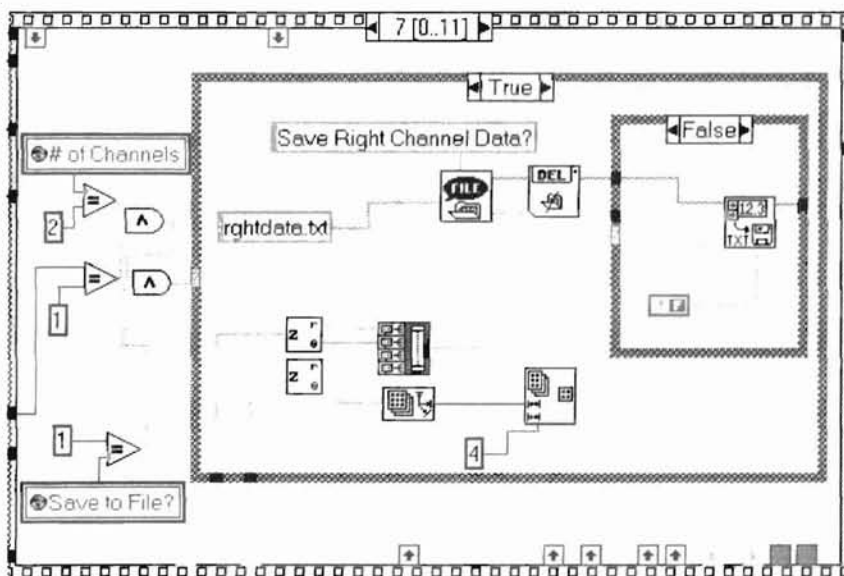 7 [0..11]
True
Save Right Channel Data?
False
# of Channels
FILE
DEL
12.3
TXT
=
2
∧
rghtdata.txt
=
∧
1
z r e
z r e
1
=
4
Save to File?